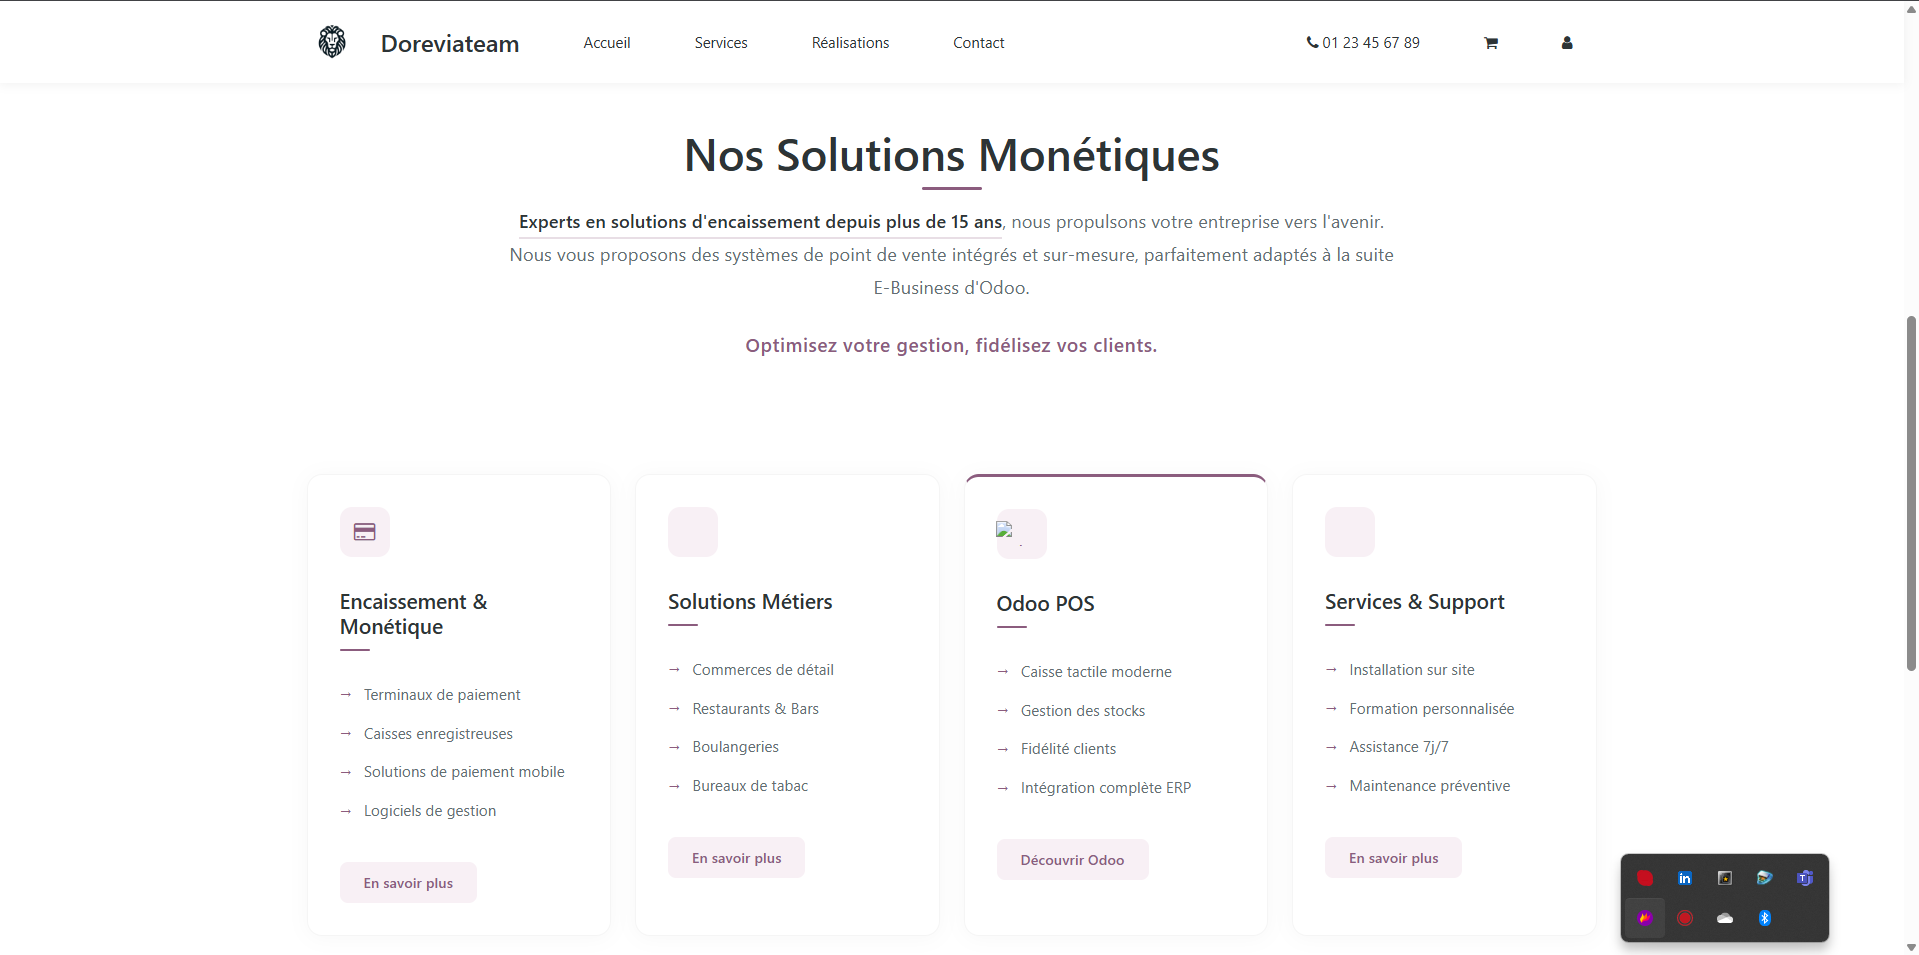 Doreviateam
Accueil
Services
Réalisations
Contact
01 23 45 67 89
Nos Solutions Monétiques
Experts en solutions d'encaissement depuis plus de 15 ans, nous propulsons votre entreprise vers l'avenir.
Nous vous proposons des systèmes de point de vente intégrés et sur-mesure, parfaitement adaptés à la suite
E-Business d'Odoo.
Optimisez votre gestion, fidélisez vos clients.
Encaissement &
Monétique
→ Terminaux de paiement
→ Caisses enregistreuses
→ Solutions de paiement mobile
→ Logiciels de gestion
En savoir plus
Solutions Métiers
→ Commerces de détail
→ Restaurants & Bars
→ Boulangeries
→ Bureaux de tabac
En savoir plus
Odoo POS
→ Caisse tactile moderne
→ Gestion des stocks
→ Fidélité clients
→ Intégration complète ERP
Découvrir Odoo
Services & Support
→ Installation sur site
→ Formation personnalisée
→ Assistance 7j/7
→ Maintenance préventive
En savoir plus
in
T